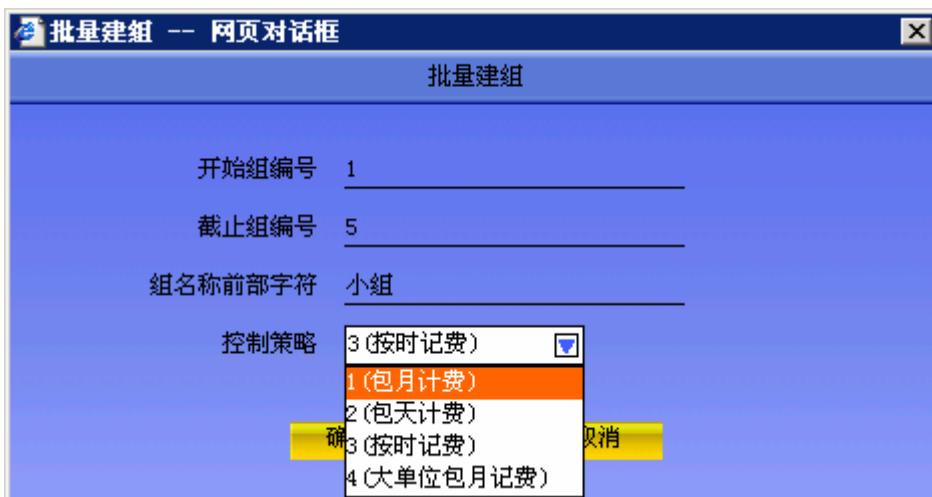 批量建组 -- 网页对话框
批量建组
开始组编号 1
截止组编号 5
组名称前部字符 小组
控制策略 3(按时记费)
1(包月计费)
2(包天计费)
3(按时记费)
4(大单位包月记费)
确
取消